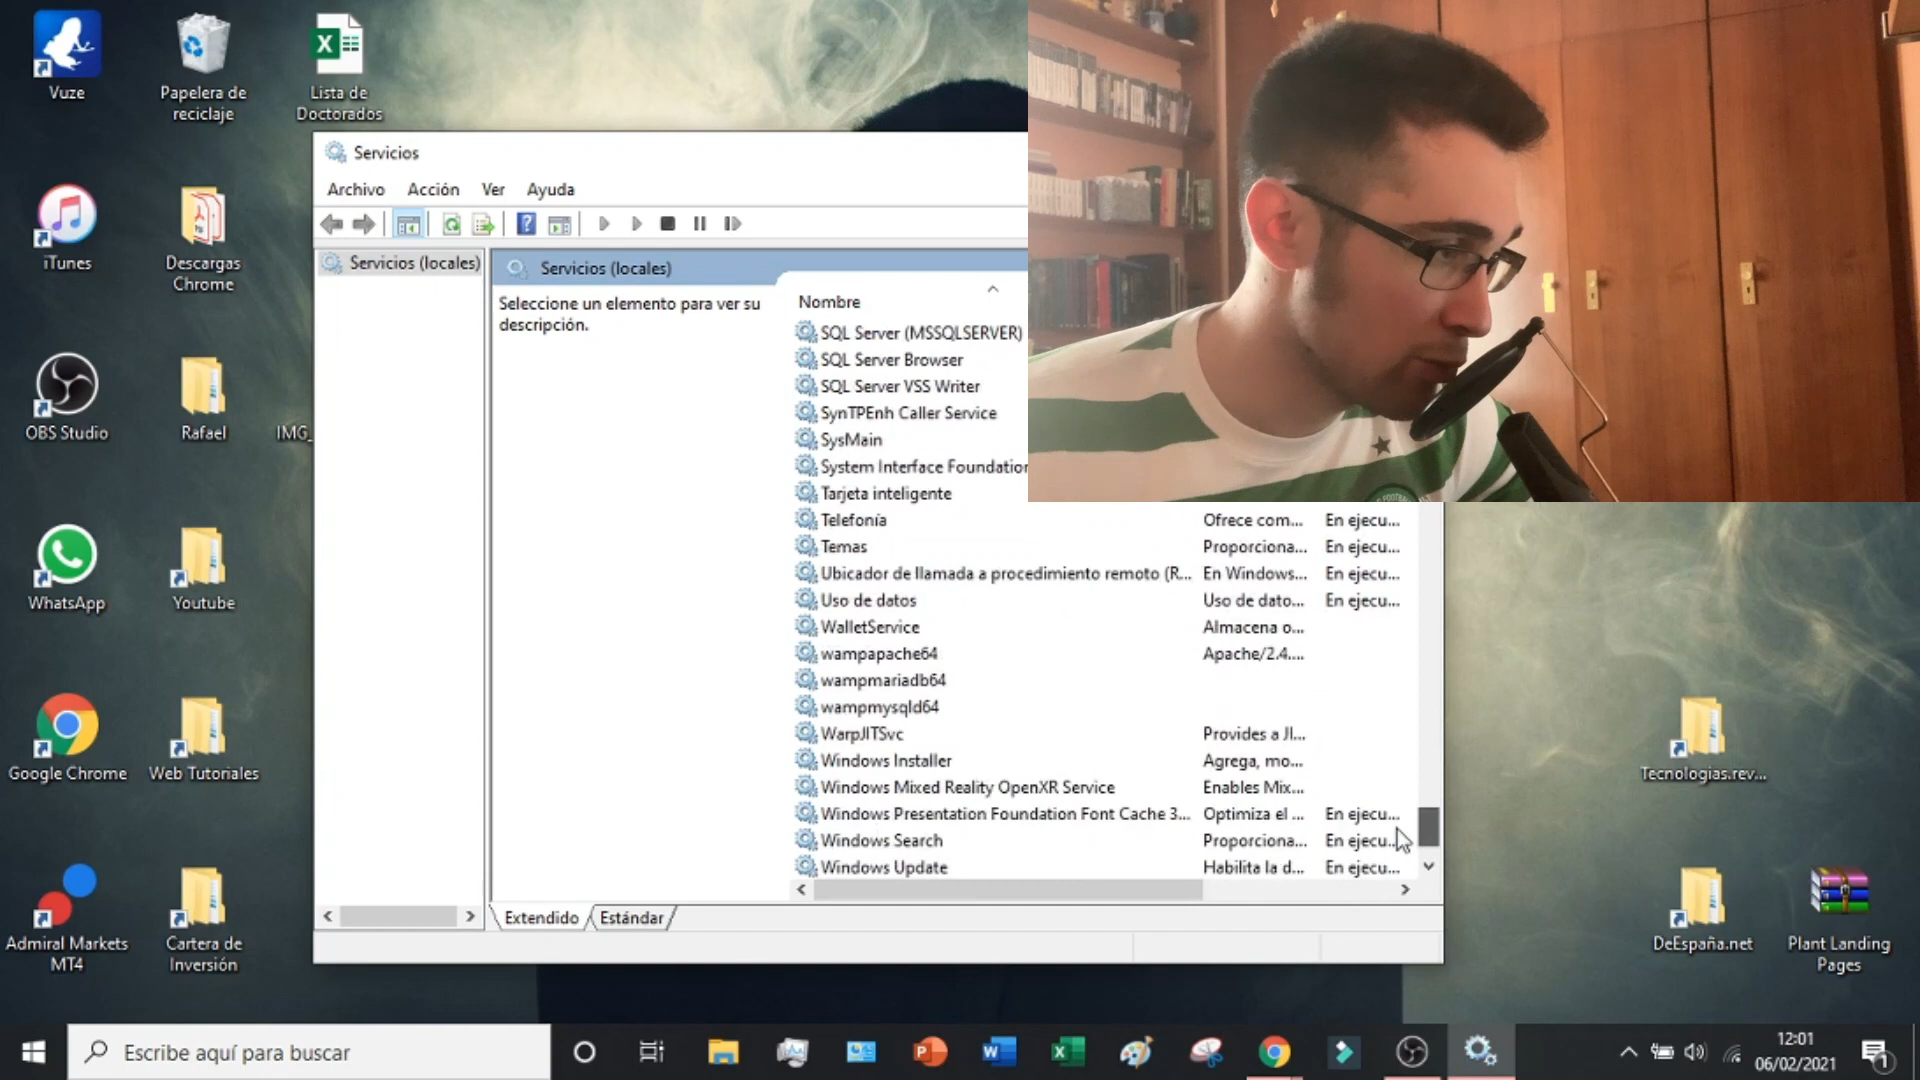 Vuze
Papelera de
reciclaje
Lista de
Doctorados
iTunes
Descargas
Chrome
OBS Studio
Rafael
IMG_
WhatsApp
Youtube
Google Chrome
Web Tutoriales
Admiral Markets
MT4
Cartera de
Inversión
Servicios
Archivo Acción Ver Ayuda
Servicios (locales)
Servicios (locales)
Seleccione un elemento para ver su
descripción.
Nombre
SQL Server (MSSQLSERVER)
SQL Server Browser
SQL Server VSS Writer
SynTPEnh Caller Service
SysMain
System Interface Foundation
Tarjeta inteligente
Telefonía Ofrece com... En ejecu...
Temas Proporciona... En ejecu...
Ubicador de llamada a procedimiento remoto (R... En Windows... En ejecu...
Uso de datos Uso de dato... En ejecu...
WalletService Almacena o...
wampapache64 Apache/2.4....
wampmariadb64
wampmysqld64
WarpJITSvc Provides a JI...
Windows Installer Agrega, mo...
Windows Mixed Reality OpenXR Service Enables Mix...
Windows Presentation Foundation Font Cache 3... Optimiza el ... En ejecu...
Windows Search Proporciona... En ejecu...
Windows Update Habilita la d... En ejecu...
Extendido Estándar
Tecnologias.rev...
DeEspaña.net
Plant Landing
Pages
Escribe aquí para buscar
12:01
06/02/2021
1